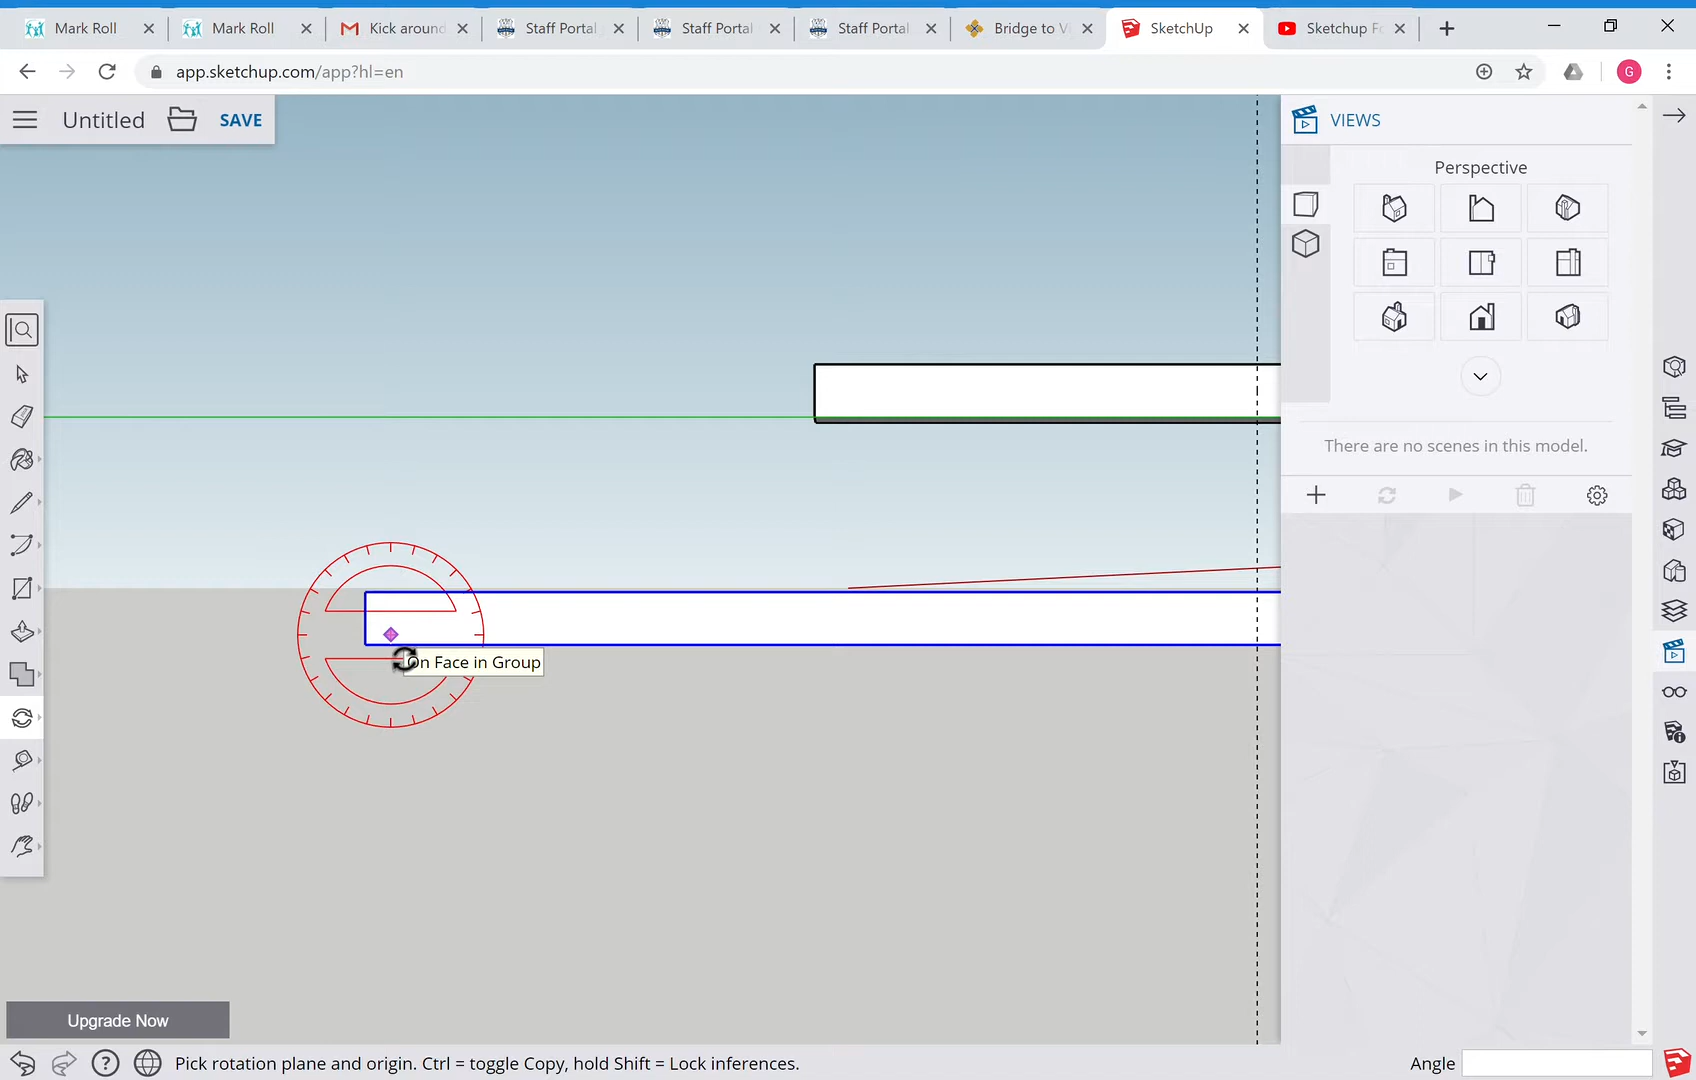 Mark Roll
Mark Roll
Kick around
Staff Portal
Staff Portal
Staff Portal
Bridge to Vi
SketchUp
Sketchup Fo
G
app.sketchup.com/app?hl=en
Untitled
SAVE
VIEWS
Perspective
There are no scenes in this model.
On Face in Group
Upgrade Now
Pick rotation plane and origin. Ctrl = toggle Copy, hold Shift = Lock inferences.
Angle